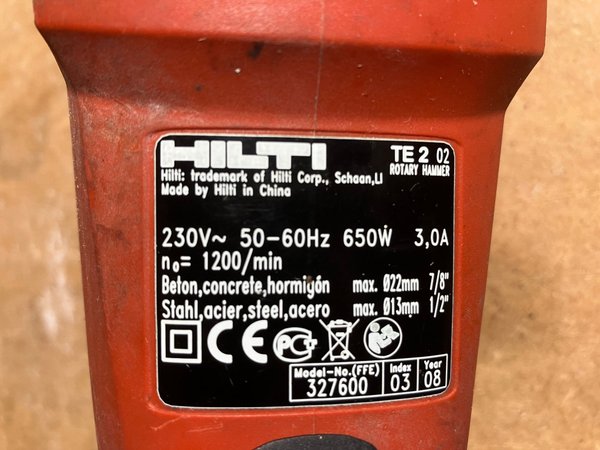 HILTI
TE 2 02
ROTARY HAMMER
Hilti: trademark of Hilti Corp., Schaan,LI
Made by Hilti in China
230V~ 50-60Hz 650W 3,0A
n₀= 1200/min
Beton,concrete,hormigón max. Ø22mm 7/8"
Stahl,acier,steel,acero max. Ø13mm 1/2"
CE
Model-No.(FFE) Index Year
327600 03 08